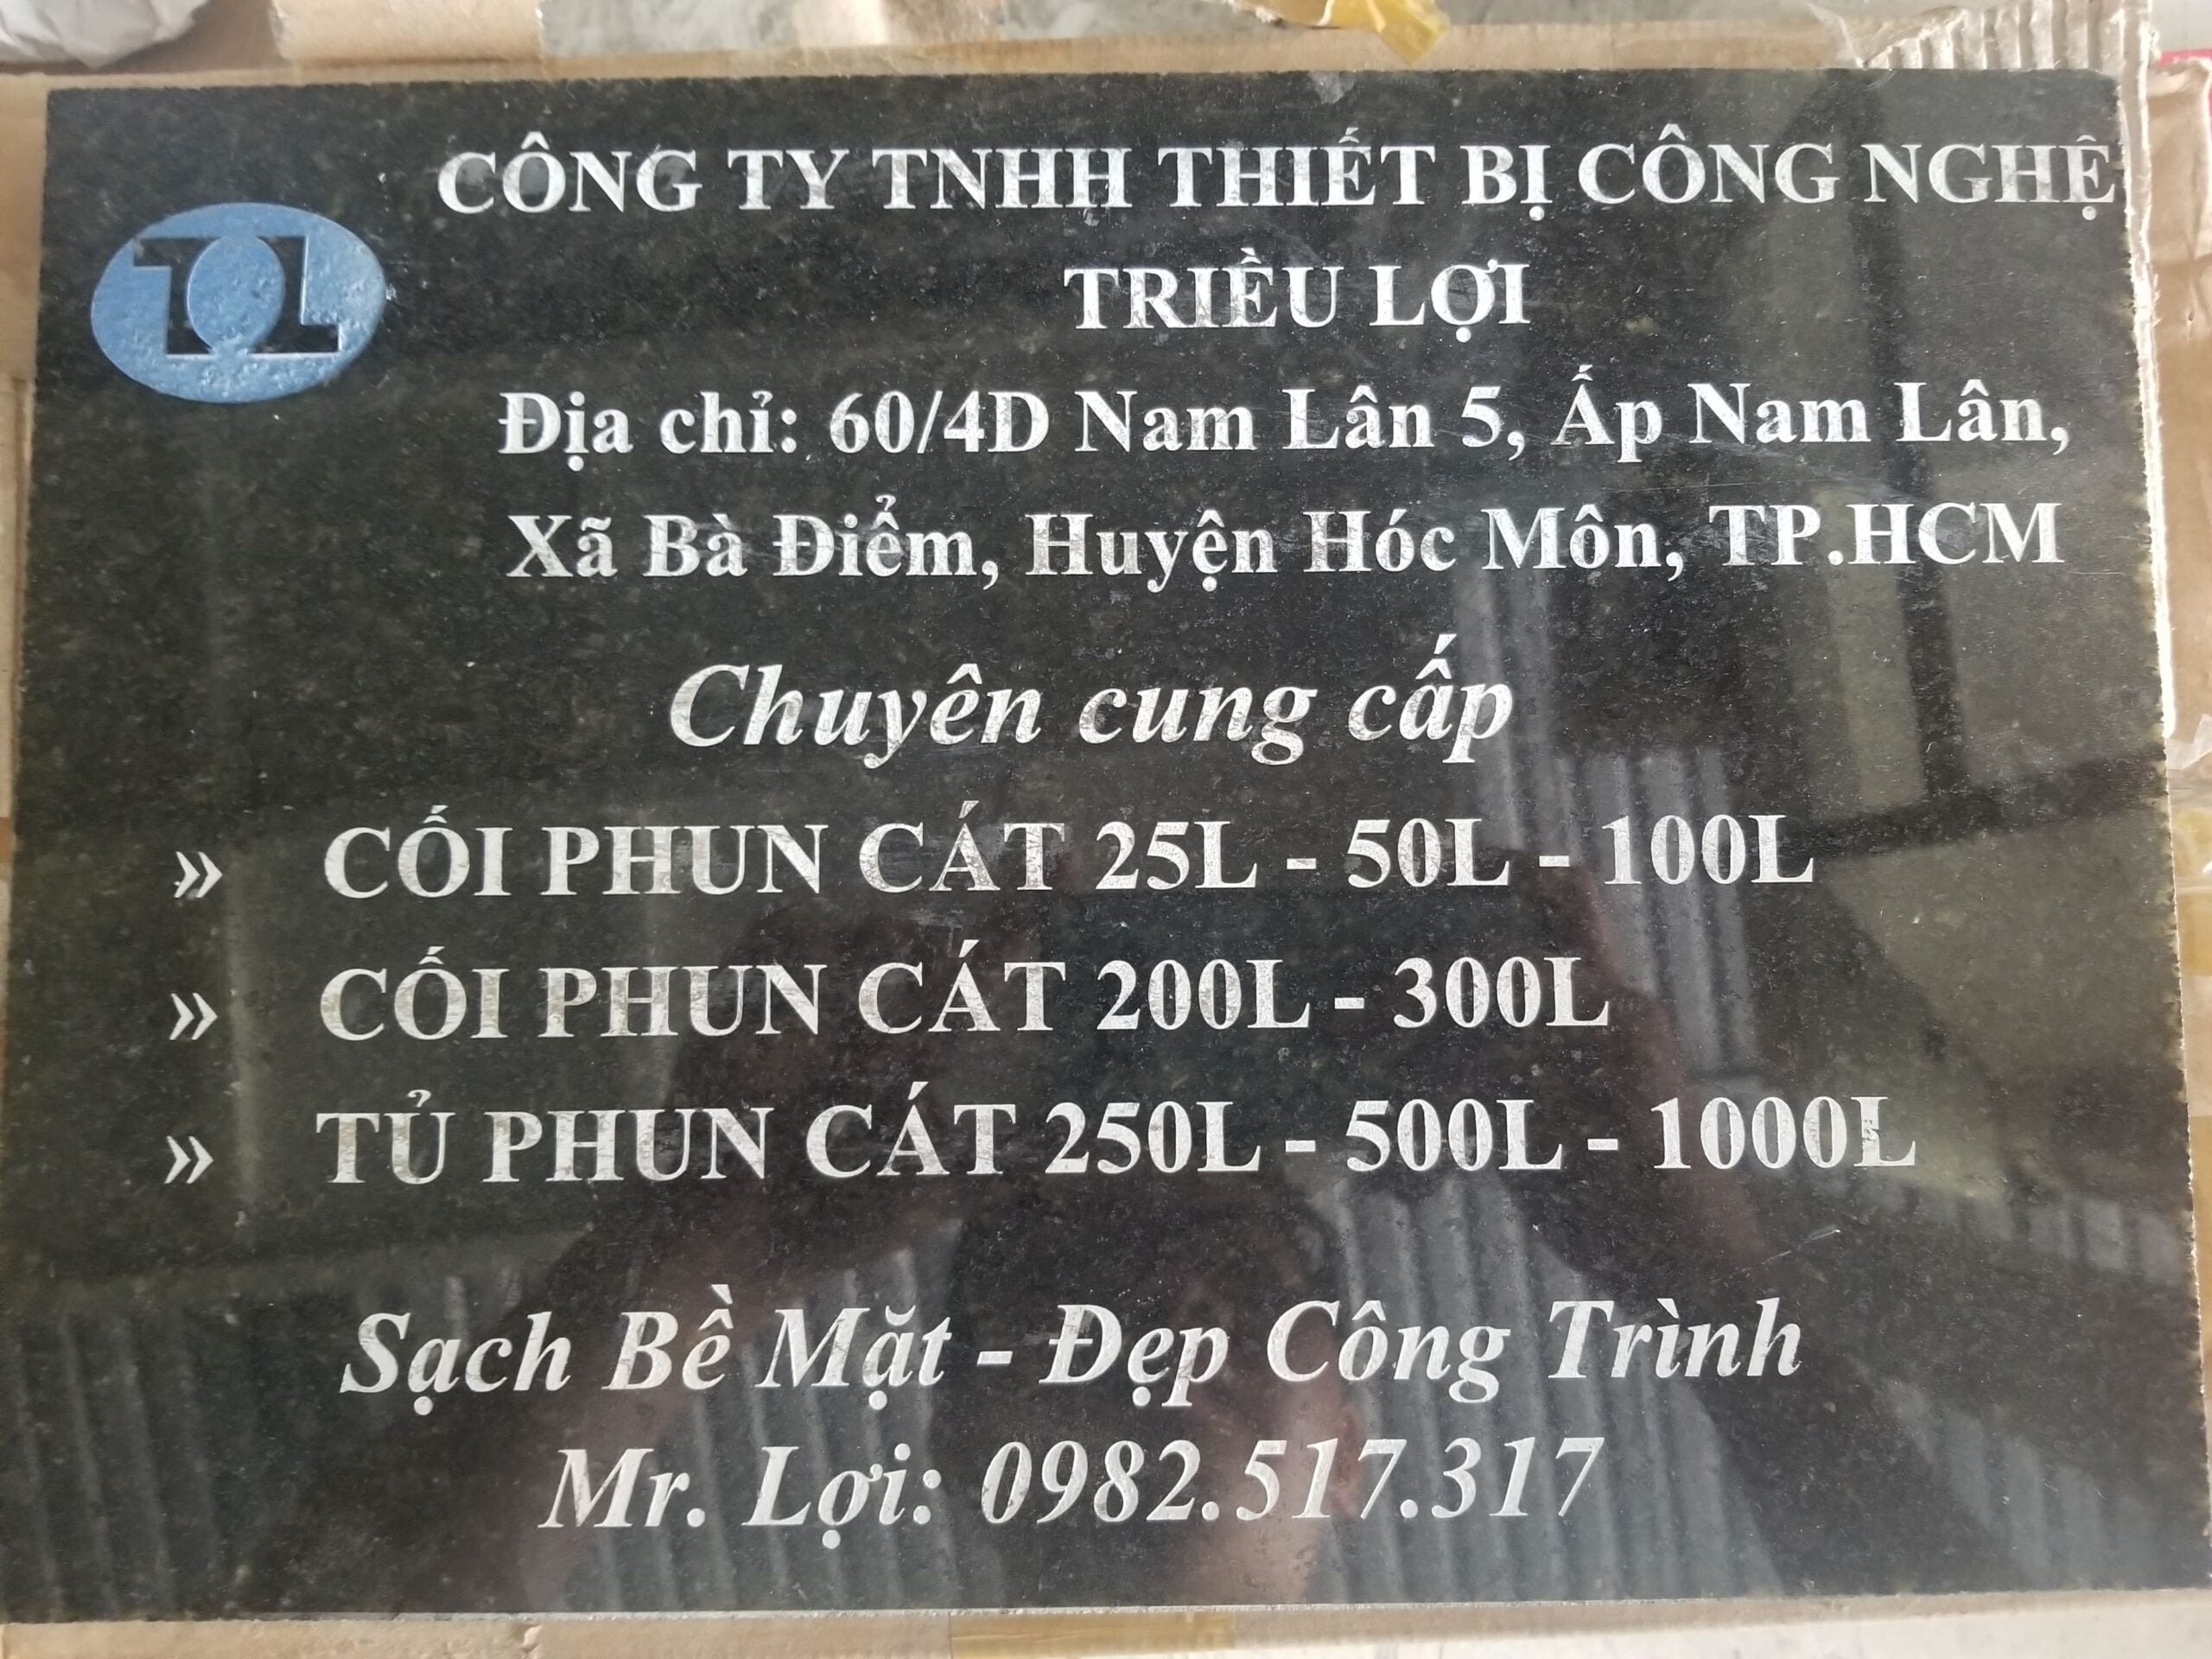 CÔNG TY TNHH THIẾT BỊ CÔNG NGHỆ
TRIỀU LỢI
TOL
Địa chỉ: 60/4D Nam Lân 5, Ấp Nam Lân,
Xã Bà Điểm, Huyện Hóc Môn, TP.HCM
Chuyên cung cấp
» CỐI PHUN CÁT 25L - 50L - 100L
» CỐI PHUN CÁT 200L - 300L
» TỦ PHUN CÁT 250L - 500L - 1000L
Sạch Bề Mặt - Đẹp Công Trình
Mr. Lợi: 0982.517.317